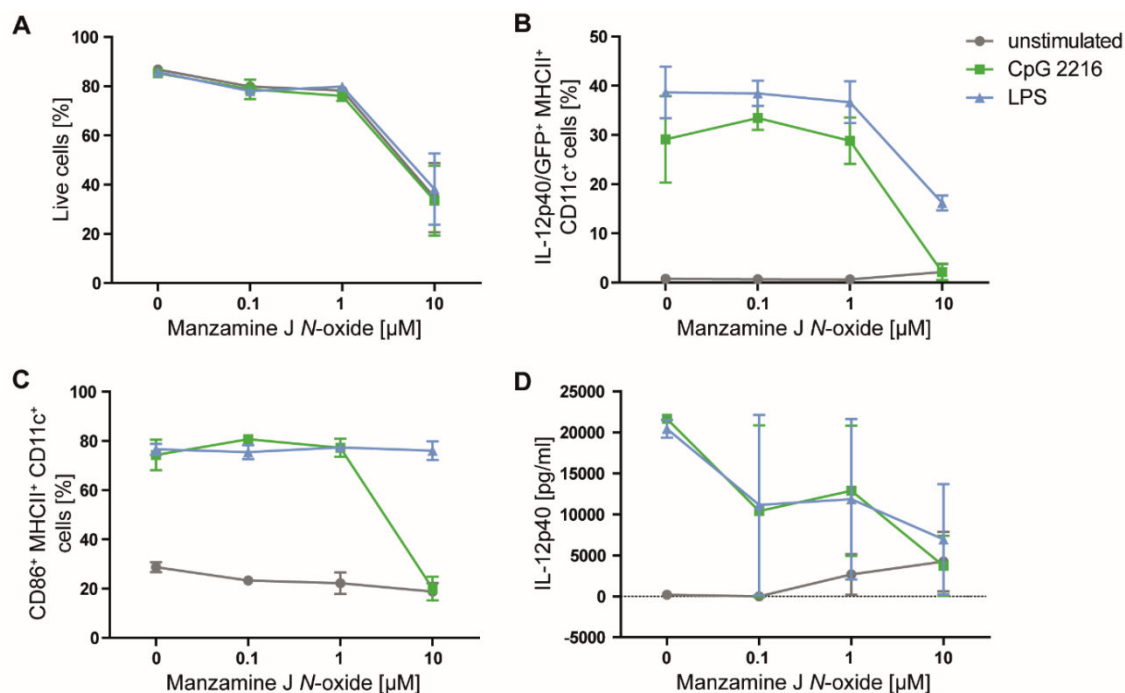 A
Live cells [%]
100
80
60
40
20
0
0 0.1 1 10
Manzamine J N-oxide [µM]
B
IL-12p40/GFP⁺ MHCII⁺
CD11c⁺ cells [%]
50
40
30
20
10
0
0 0.1 1 10
Manzamine J N-oxide [µM]
unstimulated
CpG 2216
LPS
C
CD86⁺ MHCII⁺ CD11c⁺
cells [%]
100
80
60
40
20
0
0 0.1 1 10
Manzamine J N-oxide [µM]
D
IL-12p40 [pg/ml]
25000
20000
15000
10000
5000
0
-5000
0 0.1 1 10
Manzamine J N-oxide [µM]